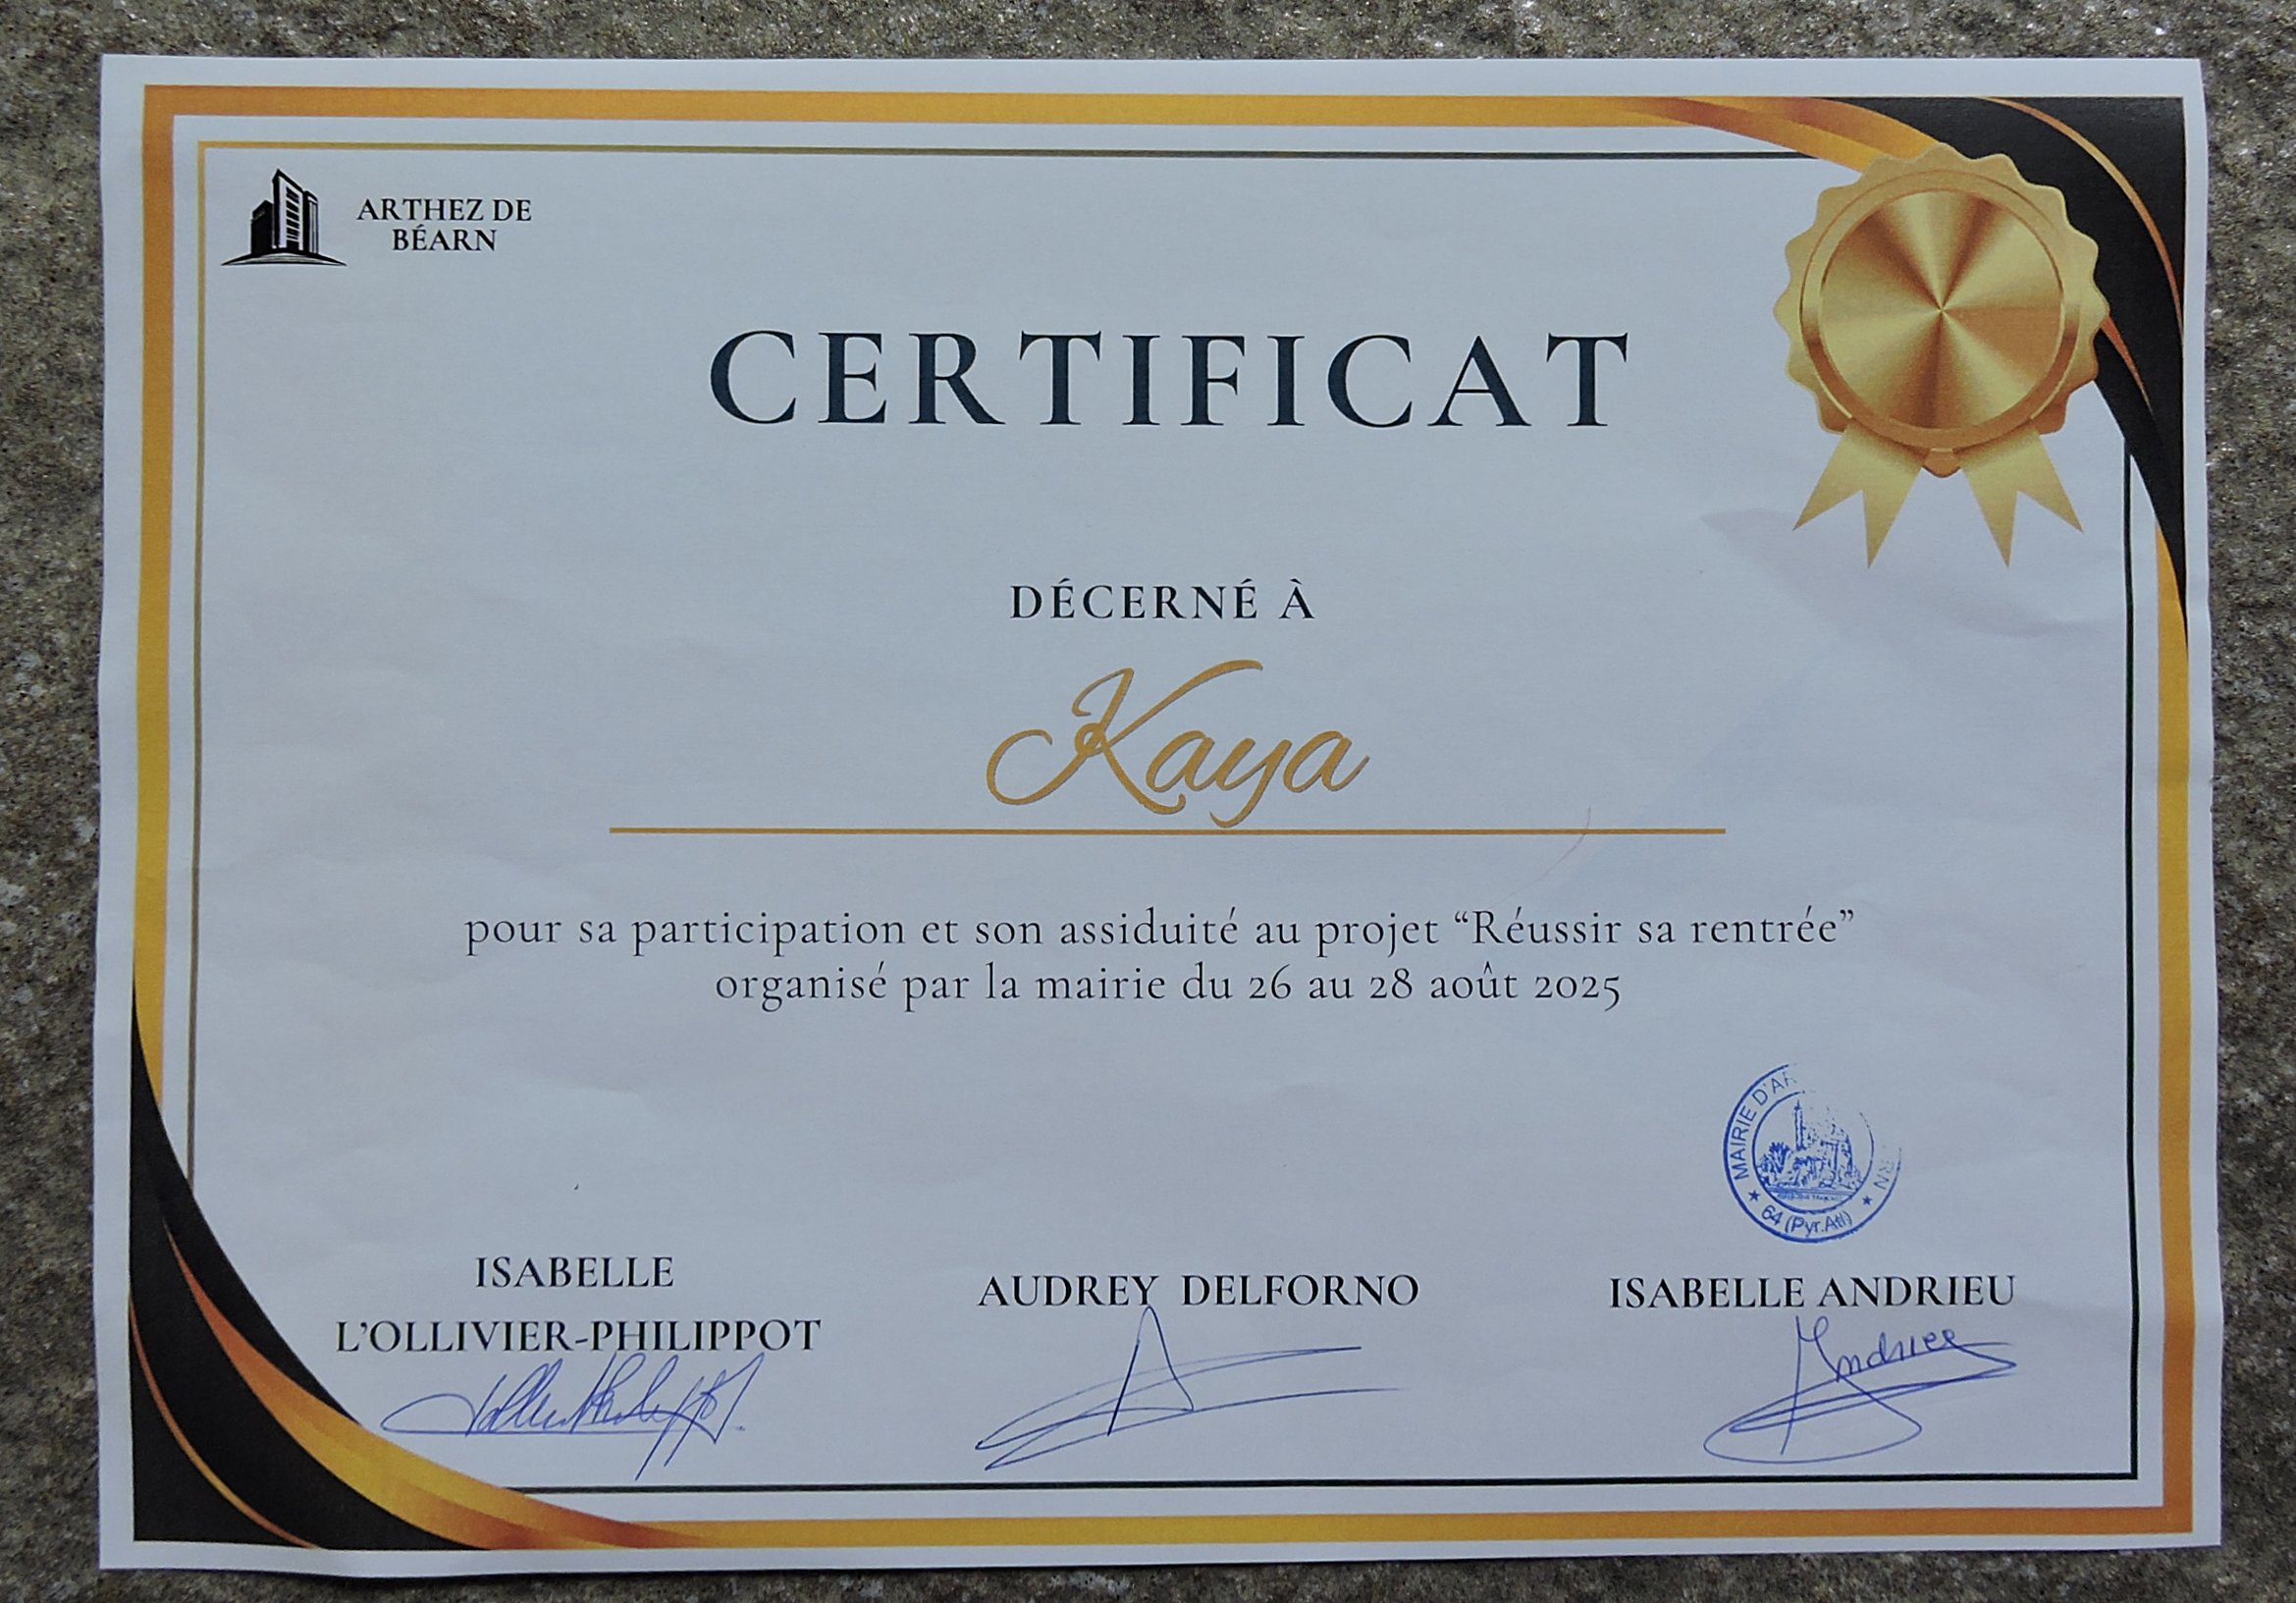 ARTHEZ DE
BÉARN
CERTIFICAT
DÉCERNÉ À
Kaya
pour sa participation et son assiduité au projet “Réussir sa rentrée”
organisé par la mairie du 26 au 28 août 2025
MAIRIE D'AR
RN
★ 64 (Pyr.Atl) ★
ISABELLE
L'OLLIVIER-PHILIPPOT
AUDREY DELFORNO
ISABELLE ANDRIEU